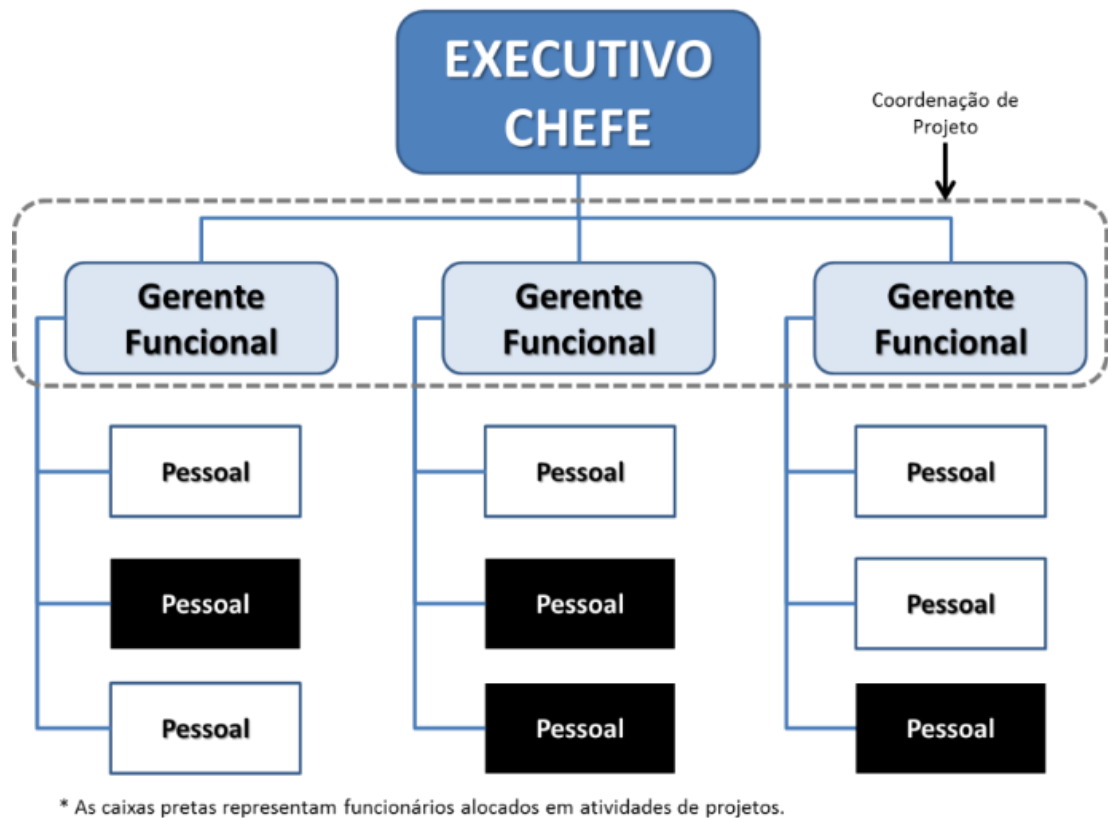 EXECUTIVO
CHEFE
Coordenação de
Projeto
Gerente
Funcional
Gerente
Funcional
Gerente
Funcional
Pessoal
Pessoal
Pessoal
Pessoal
Pessoal
Pessoal
Pessoal
Pessoal
Pessoal
* As caixas pretas representam funcionários alocados em atividades de projetos.